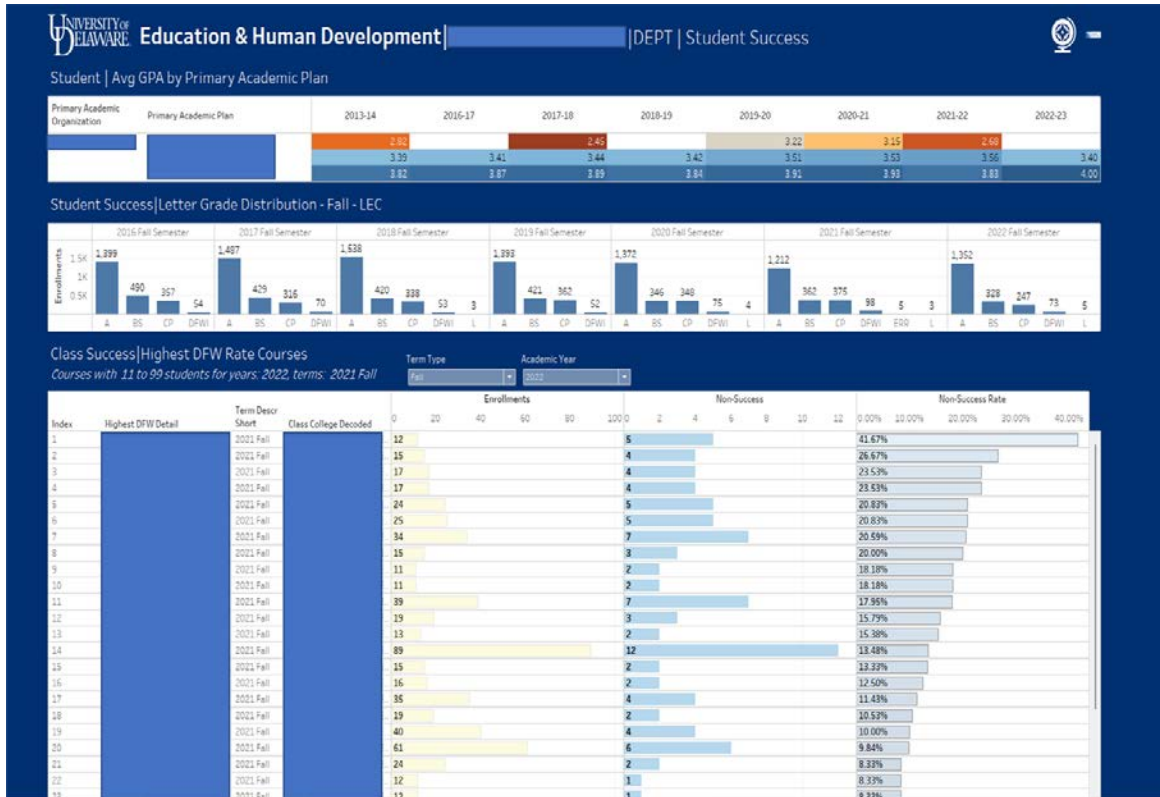 UNIVERSITY OF DELAWARE Education & Human Development| |DEPT | Student Success
Student | Avg GPA by Primary Academic Plan
Primary Academic Organization Primary Academic Plan 2013-14 2016-17 2017-18 2018-19 2019-20 2020-21 2021-22 2022-23
2.82 2.45 3.22 3.15 2.68
3.39 3.41 3.44 3.42 3.51 3.53 3.56 3.40
3.82 3.87 3.89 3.84 3.91 3.93 3.83 4.00
Student Success|Letter Grade Distribution - Fall - LEC
2016 Fall Semester 2017 Fall Semester 2018 Fall Semester 2019 Fall Semester 2020 Fall Semester 2021 Fall Semester 2022 Fall Semester
Enrollments
1.5K
1K
0.5K
1,399 490 357 54
1,487 429 316 70
1,538 420 338 53 3
1,393 421 362 52
1,372 346 348 75 4
1,212 362 375 98 5 3
1,352 328 247 73 5
A BS CP DFWI A BS CP DFWI A BS CP DFWI L A BS CP DFWI A BS CP DFWI L A BS CP DFWI ERR L A BS CP DFWI L
Class Success|Highest DFW Rate Courses
Courses with 11 to 99 students for years: 2022, terms: 2021 Fall
Term Type Academic Year
Fall 2022
Enrollments Non-Success Non-Success Rate
0 20 40 60 80 100 0 2 4 6 8 10 12 0.00% 10.00% 20.00% 30.00% 40.00%
Index Highest DFW Detail Term Descr Short Class College Decoded
1 2021 Fall 12 5 41.67%
2 2021 Fall 15 4 26.67%
3 2021 Fall 17 4 23.53%
4 2021 Fall 17 4 23.53%
5 2021 Fall 24 5 20.83%
6 2021 Fall 25 5 20.83%
7 2021 Fall 34 7 20.59%
8 2021 Fall 15 3 20.00%
9 2021 Fall 11 2 18.18%
10 2021 Fall 11 2 18.18%
11 2021 Fall 39 7 17.95%
12 2021 Fall 19 3 15.79%
13 2021 Fall 13 2 15.38%
14 2021 Fall 89 12 13.48%
15 2021 Fall 15 2 13.33%
16 2021 Fall 16 2 12.50%
17 2021 Fall 35 4 11.43%
18 2021 Fall 19 2 10.53%
19 2021 Fall 40 4 10.00%
20 2021 Fall 61 6 9.84%
21 2021 Fall 24 2 8.33%
22 2021 Fall 12 1 8.33%